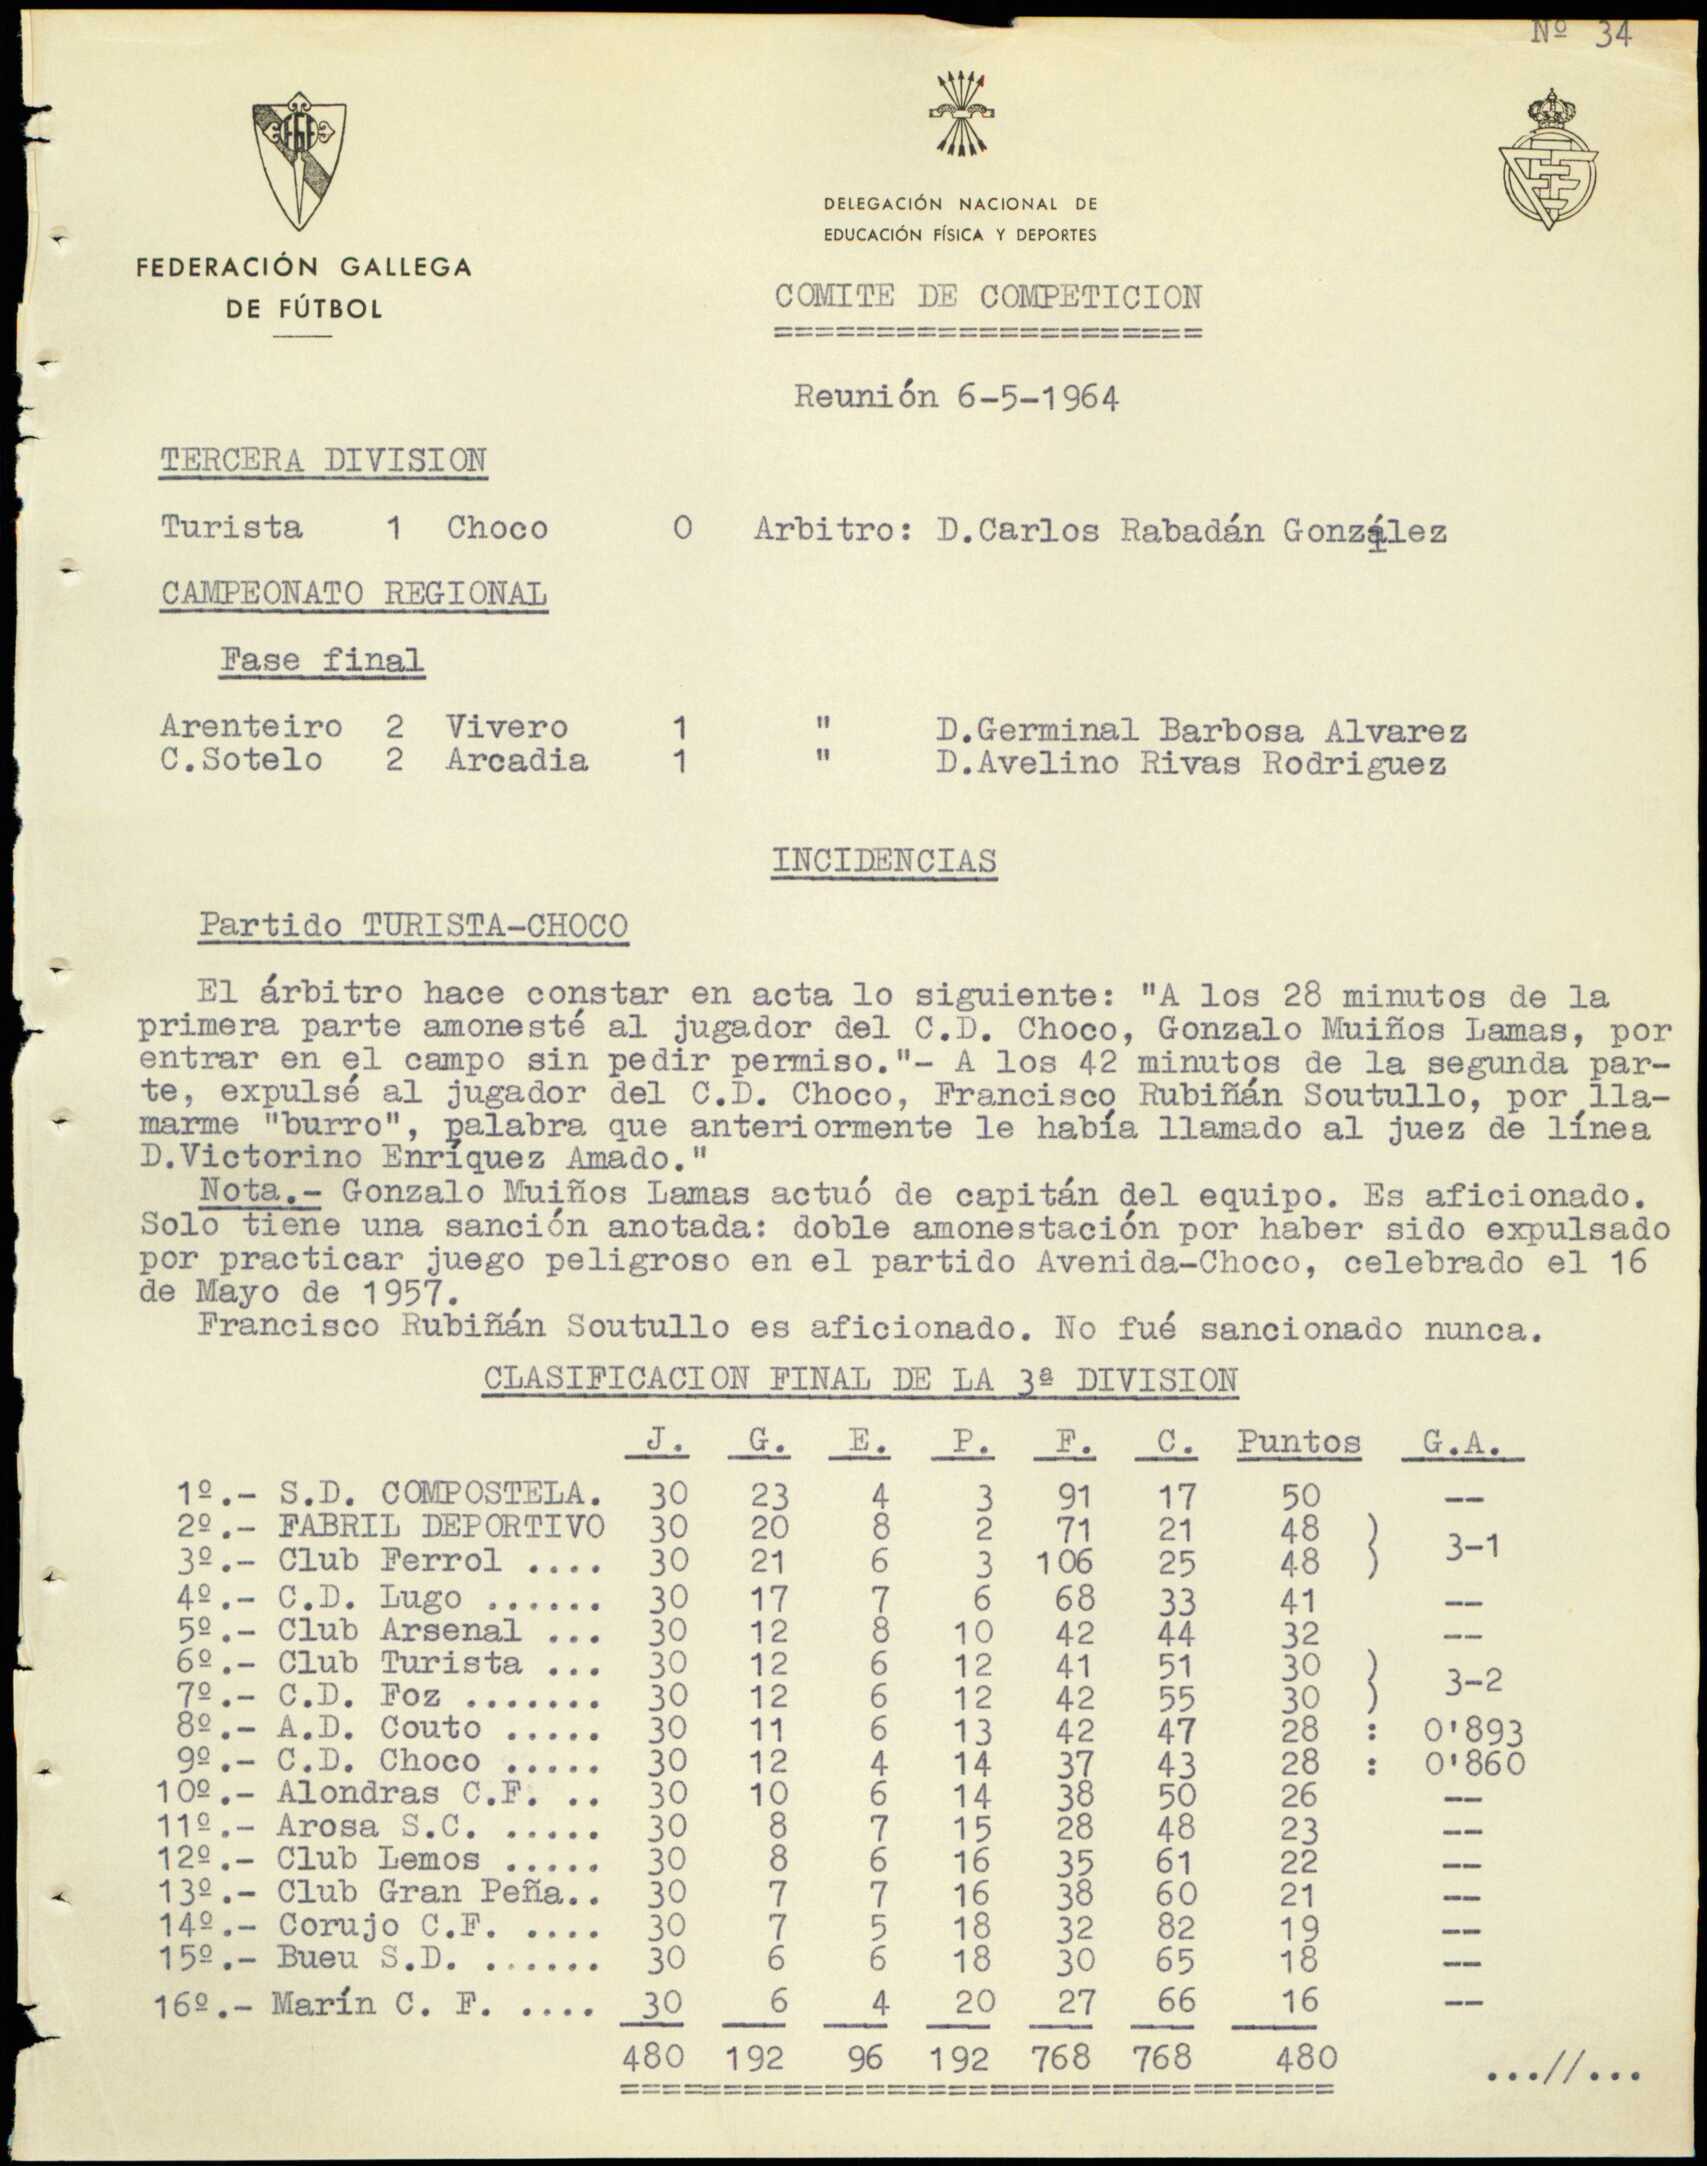 Nº 34
FEDERACIÓN GALLEGA
DE FÚTBOL
DELEGACIÓN NACIONAL DE
EDUCACIÓN FÍSICA Y DEPORTES
COMITE DE COMPETICION
=====================
Reunión 6-5-1964
TERCERA DIVISION
Turista 1 Choco 0 Arbitro: D.Carlos Rabadán González
CAMPEONATO REGIONAL
Fase final
Arenteiro 2 Vivero 1 " D.Germinal Barbosa Alvarez
C.Sotelo 2 Arcadia 1 " D.Avelino Rivas Rodriguez
INCIDENCIAS
Partido TURISTA-CHOCO
El árbitro hace constar en acta lo siguiente: "A los 28 minutos de la
primera parte amonesté al jugador del C.D. Choco, Gonzalo Muiños Lamas, por
entrar en el campo sin pedir permiso."- A los 42 minutos de la segunda par-
te, expulsé al jugador del C.D. Choco, Francisco Rubiñán Soutullo, por lla-
marme "burro", palabra que anteriormente le había llamado al juez de línea
D.Victorino Enríquez Amado."
Nota.- Gonzalo Muiños Lamas actuó de capitán del equipo. Es aficionado.
Solo tiene una sanción anotada: doble amonestación por haber sido expulsado
por practicar juego peligroso en el partido Avenida-Choco, celebrado el 16
de Mayo de 1957.
Francisco Rubiñán Soutullo es aficionado. No fué sancionado nunca.
CLASIFICACION FINAL DE LA 3ª DIVISION
J. G. E. P. F. C. Puntos G.A.
1º.- S.D. COMPOSTELA. 30 23 4 3 91 17 50 --
2º.- FABRIL DEPORTIVO 30 20 8 2 71 21 48 )
3-1
3º.- Club Ferrol .... 30 21 6 3 106 25 48 )
4º.- C.D. Lugo ...... 30 17 7 6 68 33 41 --
5º.- Club Arsenal ... 30 12 8 10 42 44 32 --
6º.- Club Turista ... 30 12 6 12 41 51 30 )
3-2
7º.- C.D. Foz ....... 30 12 6 12 42 55 30 )
8º.- A.D. Couto ..... 30 11 6 13 42 47 28 : 0'893
9º.- C.D. Choco ..... 30 12 4 14 37 43 28 : 0'860
10º.- Alondras C.F. .. 30 10 6 14 38 50 26 --
11º.- Arosa S.C. ..... 30 8 7 15 28 48 23 --
12º.- Club Lemos ..... 30 8 6 16 35 61 22 --
13º.- Club Gran Peña.. 30 7 7 16 38 60 21 --
14º.- Corujo C.F. .... 30 7 5 18 32 82 19 --
15º.- Bueu S.D. ...... 30 6 6 18 30 65 18 --
16º.- Marín C. F. .... 30 6 4 20 27 66 16 --
480 192 96 192 768 768 480
...//...
===================================